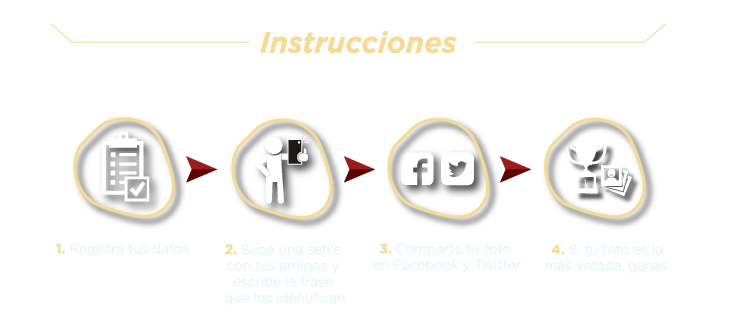 Instrucciones
1. Registra tus datos
2. Sube una seflie
con tus amigos y
escribe la frase
que los identifican
3. Comparte tu foto
en Facebook y Twitter
4. Si tu foto es la
más votada, ganas